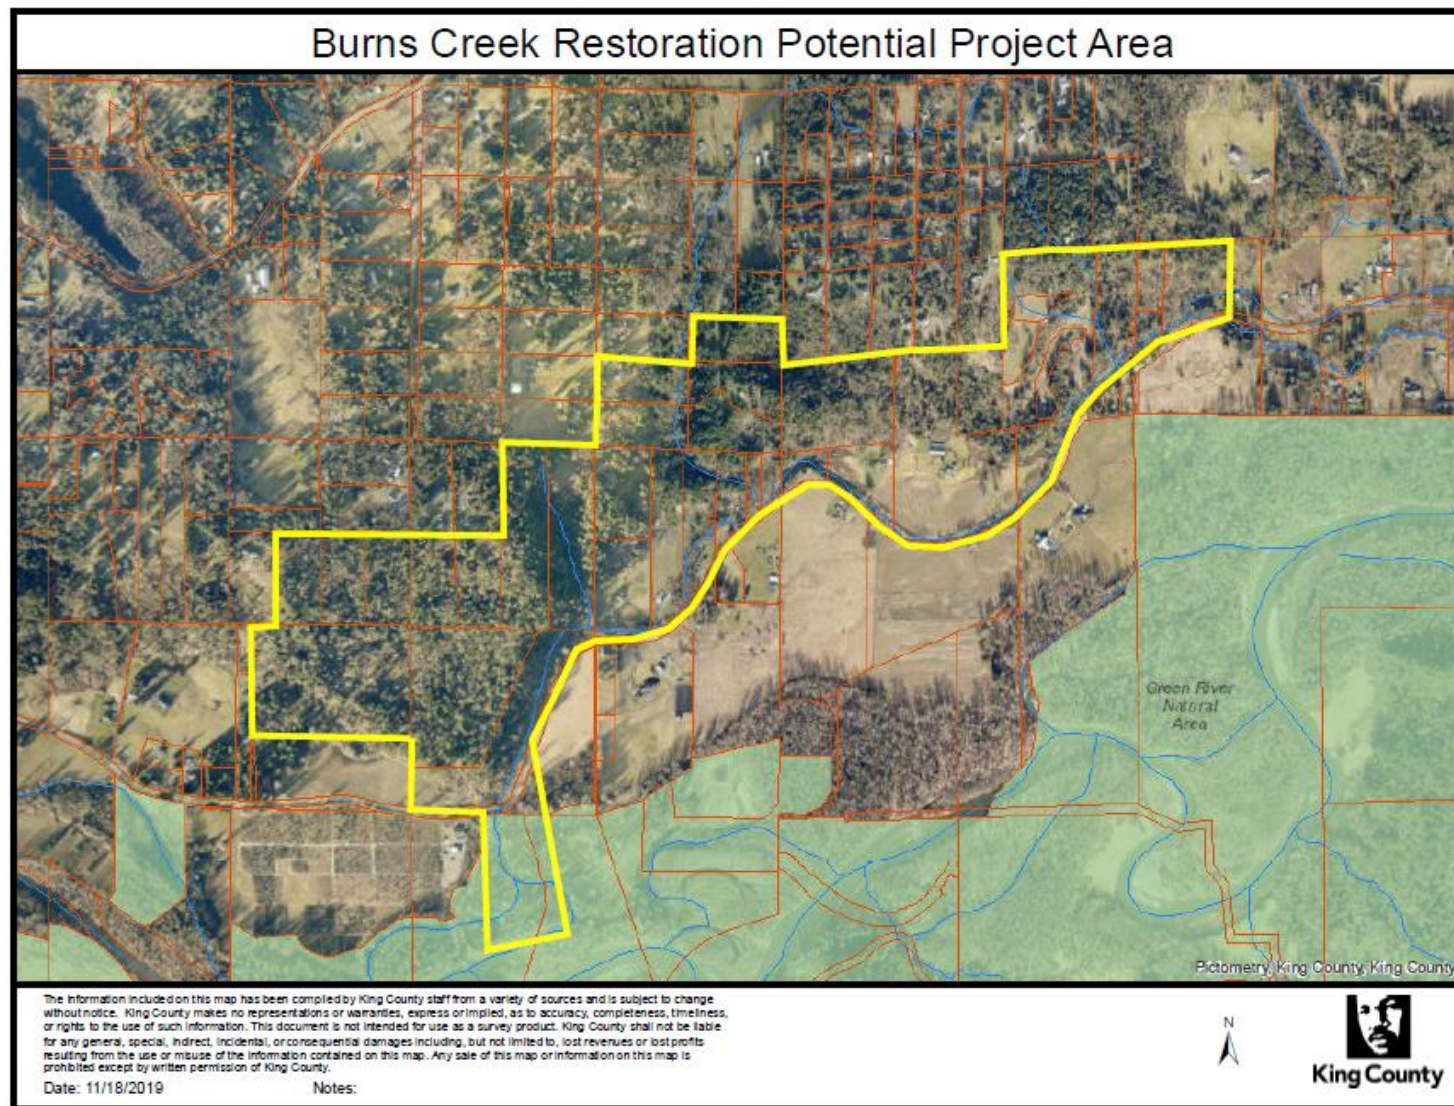 Burns Creek Restoration Potential Project Area
Green River
Natural
Area
Pictometry, King County, King County
The information included on this map has been compiled by King County staff from a variety of sources and is subject to change
without notice. King County makes no representations or warranties, express or implied, as to accuracy, completeness, timeliness,
or rights to the use of such information. This document is not intended for use as a survey product. King County shall not be liable
for any general, special, indirect, incidental, or consequential damages including, but not limited to, lost revenues or lost profits
resulting from the use or misuse of the information contained on this map. Any sale of this map or information on this map is
prohibited except by written permission of King County.
Date: 11/18/2019 Notes:
N
King County